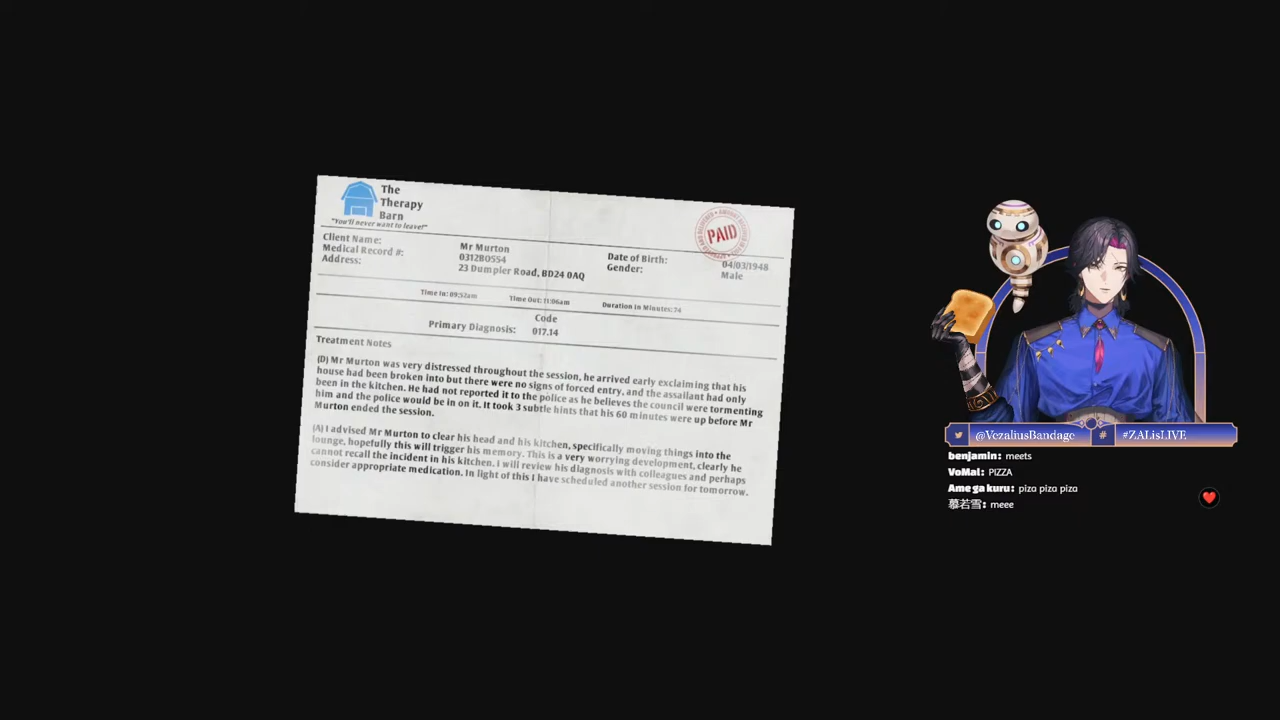 The
Therapy
Barn
"You'll never want to leave!"
PAID
Client Name: Mr Murton Date of Birth: 04/03/1948
Medical Record #: 0312B0554 Gender: Male
Address: 23 Dumpler Road, BD24 0AQ
Time In: 09:52am Time Out: 11:06am Duration in Minutes: 74
Code
Primary Diagnosis: 017.14
Treatment Notes
(D) Mr Murton was very distressed throughout the session, he arrived early exclaiming that his
house had been broken into but there were no signs of forced entry, and the assailant had only
been in the kitchen. He had not reported it to the police as he believes the council were tormenting
him and the police would be in on it. It took 3 subtle hints that his 60 minutes were up before Mr
Murton ended the session.
(A) I advised Mr Murton to clear his head and his kitchen, specifically moving things into the
lounge, hopefully this will trigger his memory. This is a very worrying development, clearly he
cannot recall the incident in his kitchen. I will review his diagnosis with colleagues and perhaps
consider appropriate medication. In light of this I have scheduled another session for tomorrow.
@VezaliusBandage # #ZALisLIVE
benjamin: meets
VoMal: PIZZA
Ame ga kuru: piza piza piza
慕若雪: meee